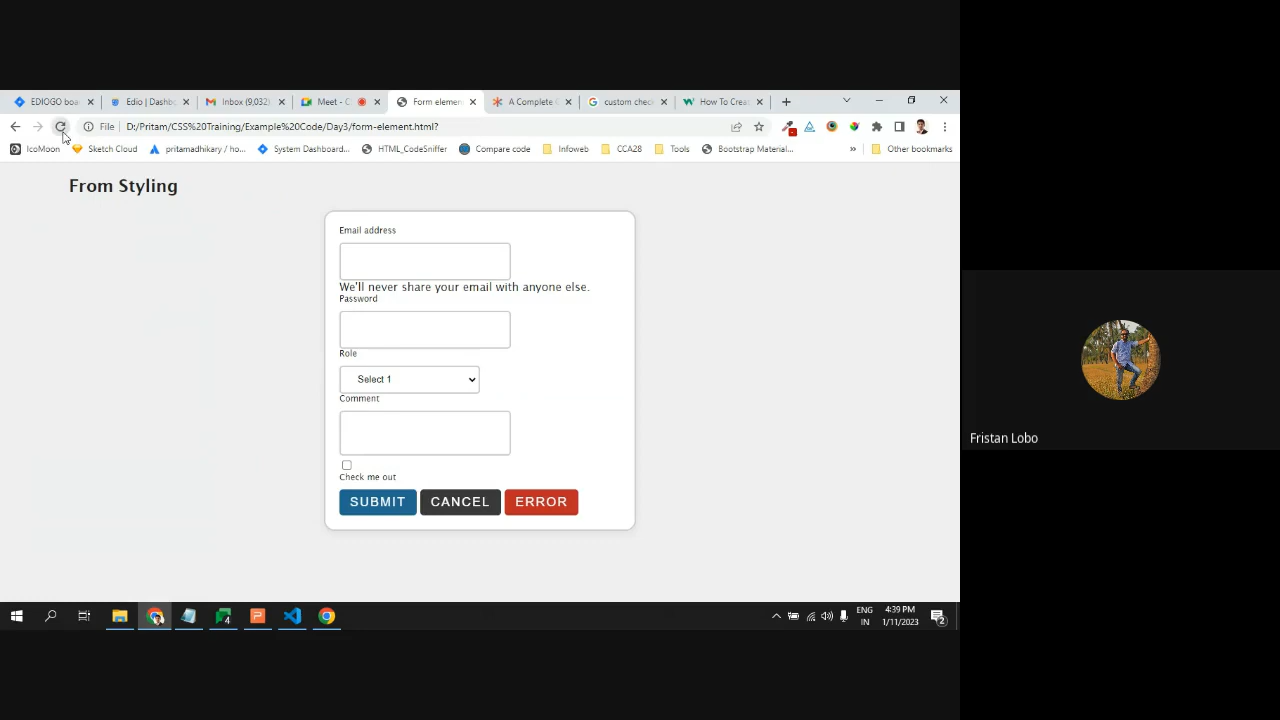 EDIOGO boa
Edio | Dashb
Inbox (9,032)
Meet - C
Form elemen
A Complete C
custom chec
How To Crea
File D:/Pritam/CSS%20Training/Example%20Code/Day3/form-element.html?
IcoMoon
Sketch Cloud
pritamadhikary / ho...
System Dashboard...
HTML_CodeSniffer
Compare code
Infoweb
CCA28
Tools
Bootstrap Material...
»
Other bookmarks
From Styling
Email address
We'll never share your email with anyone else.
Password
Role
Select 1
Comment
Check me out
SUBMIT CANCEL ERROR
Fristan Lobo
4
ENG
IN
4:39 PM
1/11/2023
2